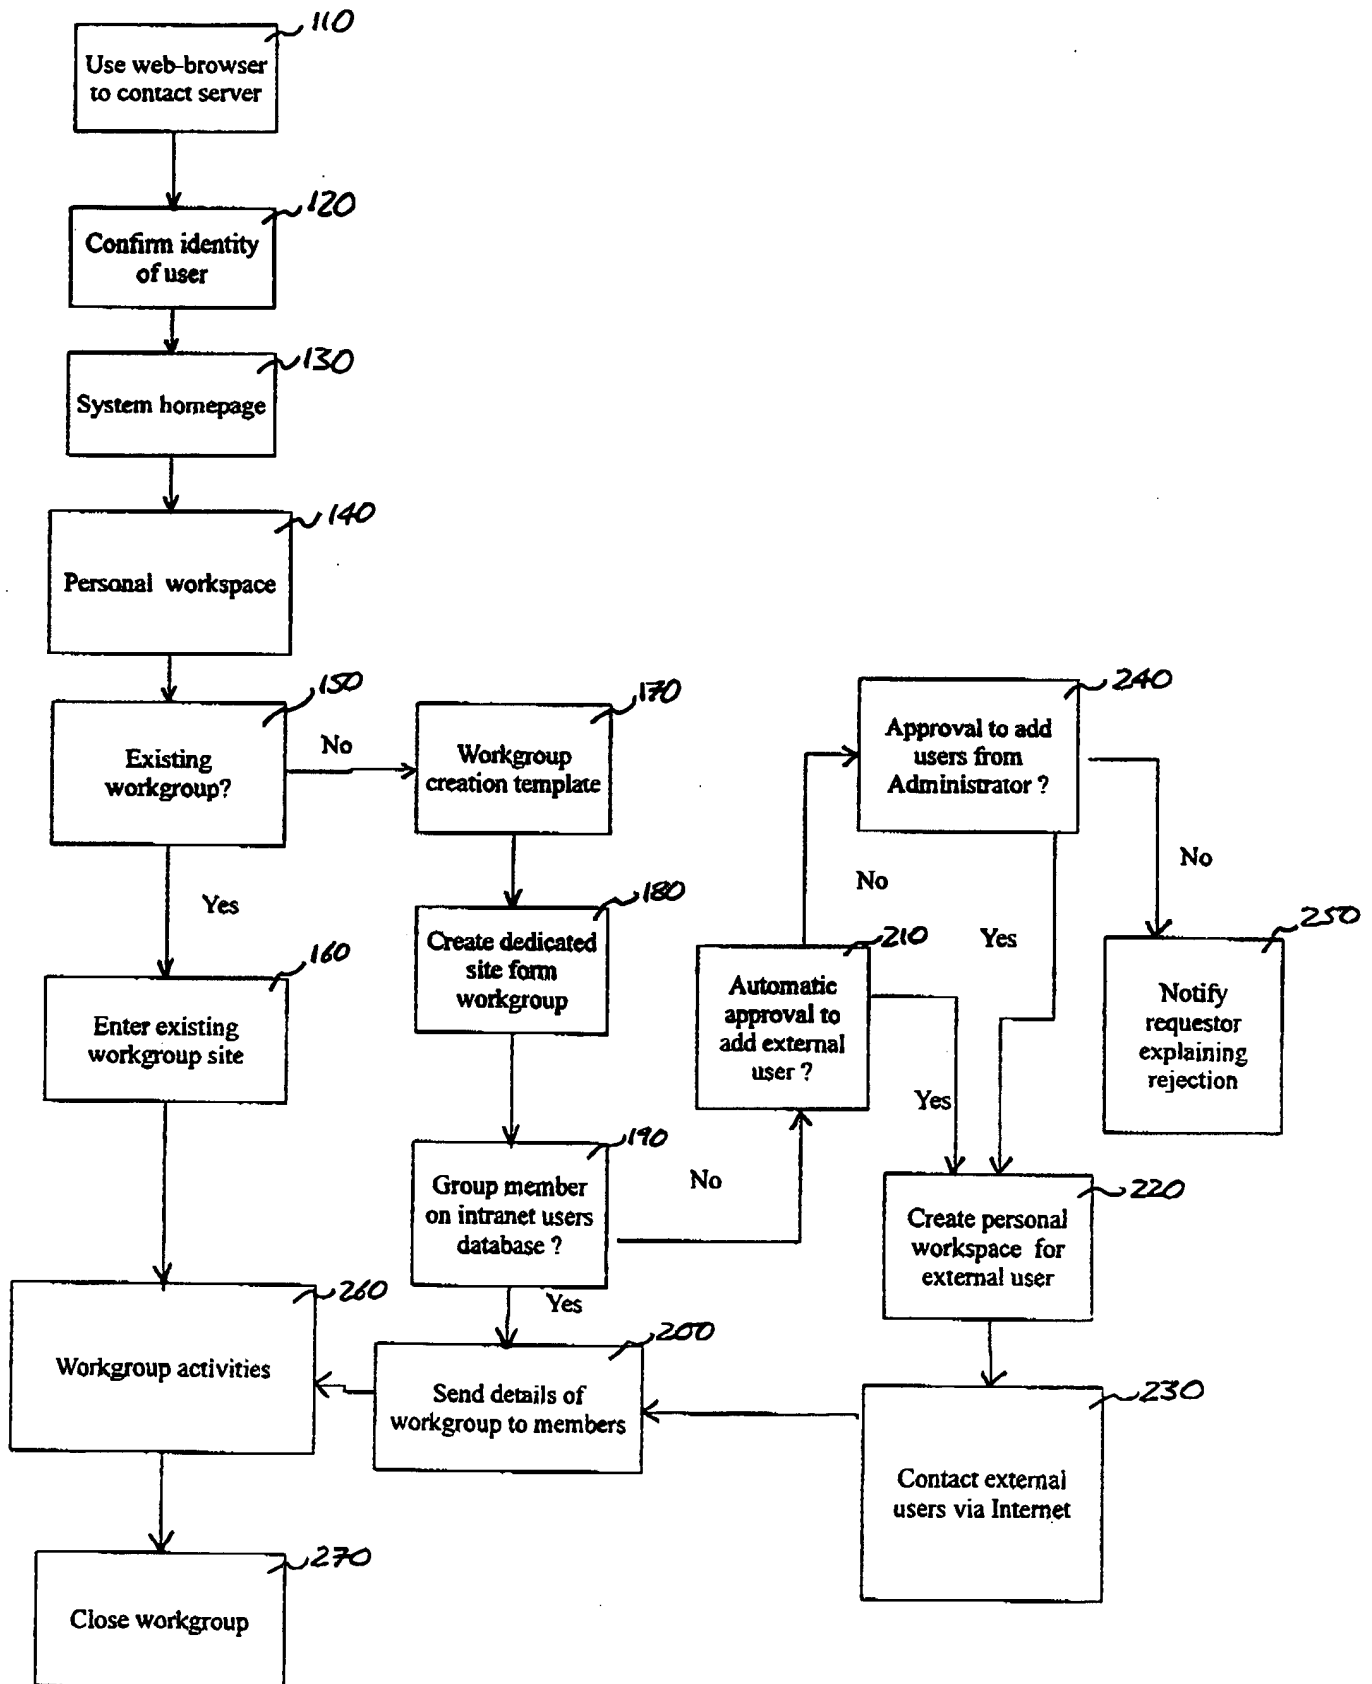 110
Use web-browser
to contact server
120
Confirm identity
of user
130
System homepage
140
Personal workspace
150
Existing
workgroup?
No
Yes
160
Enter existing
workgroup site
170
Workgroup
creation template
180
Create dedicated
site form
workgroup
190
Group member
on intranet users
database ?
No
Yes
200
Send details of
workgroup to members
210
Automatic
approval to
add external
user ?
No
Yes
240
Approval to add
users from
Administrator ?
No
Yes
250
Notify
requestor
explaining
rejection
220
Create personal
workspace for
external user
230
Contact external
users via Internet
260
Workgroup activities
270
Close workgroup